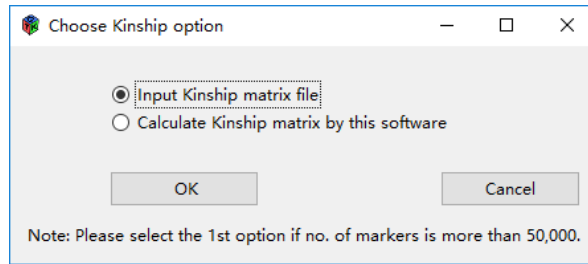 Choose Kinship option
Input Kinship matrix file
Calculate Kinship matrix by this software
OK Cancel
Note: Please select the 1st option if no. of markers is more than 50,000.